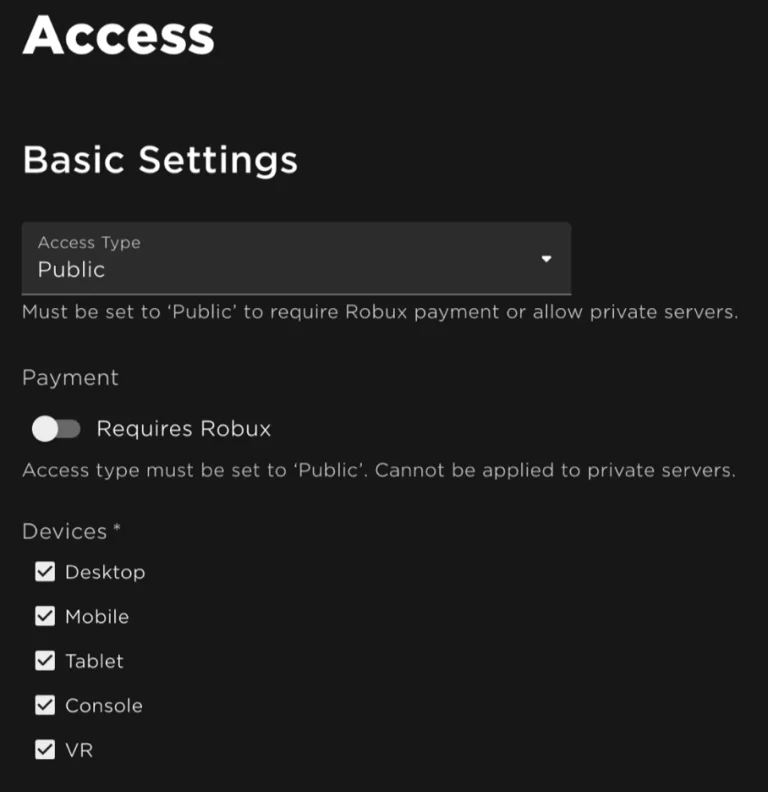 Access
Basic Settings
Access Type
Public
Must be set to ‘Public’ to require Robux payment or allow private servers.
Payment
Requires Robux
Access type must be set to ‘Public’. Cannot be applied to private servers.
Devices *
Desktop
Mobile
Tablet
Console
VR